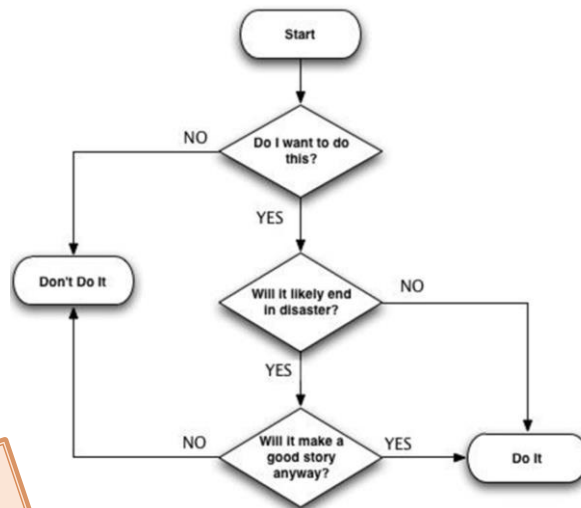 Start
NO
Do I want to do
this?
YES
Don't Do It
Will it likely end
in disaster?
NO
YES
NO
Will it make a
good story
anyway?
YES
Do It